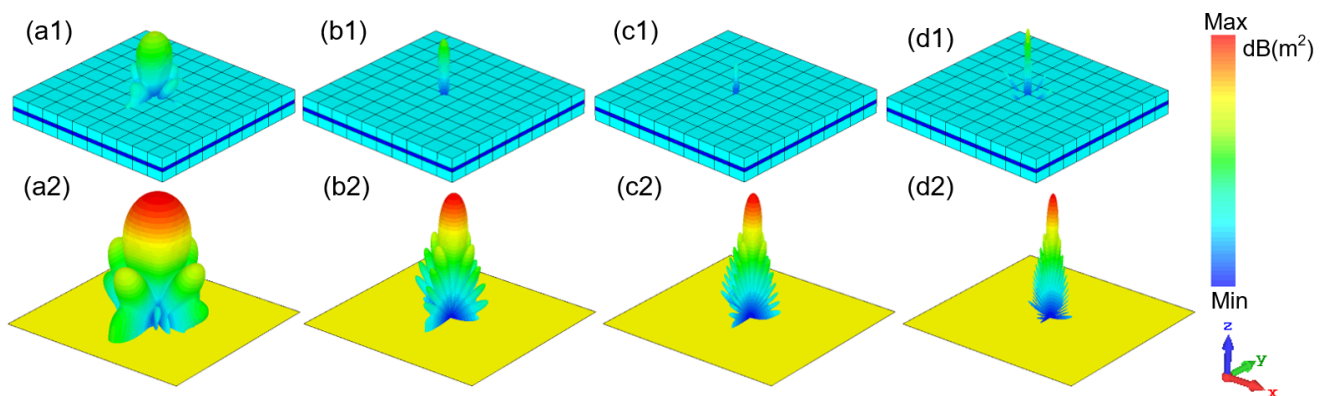 (a1) (b1) (c1) (d1)
Max
dB(m²)
(a2) (b2) (c2) (d2)
Min
z
y
x